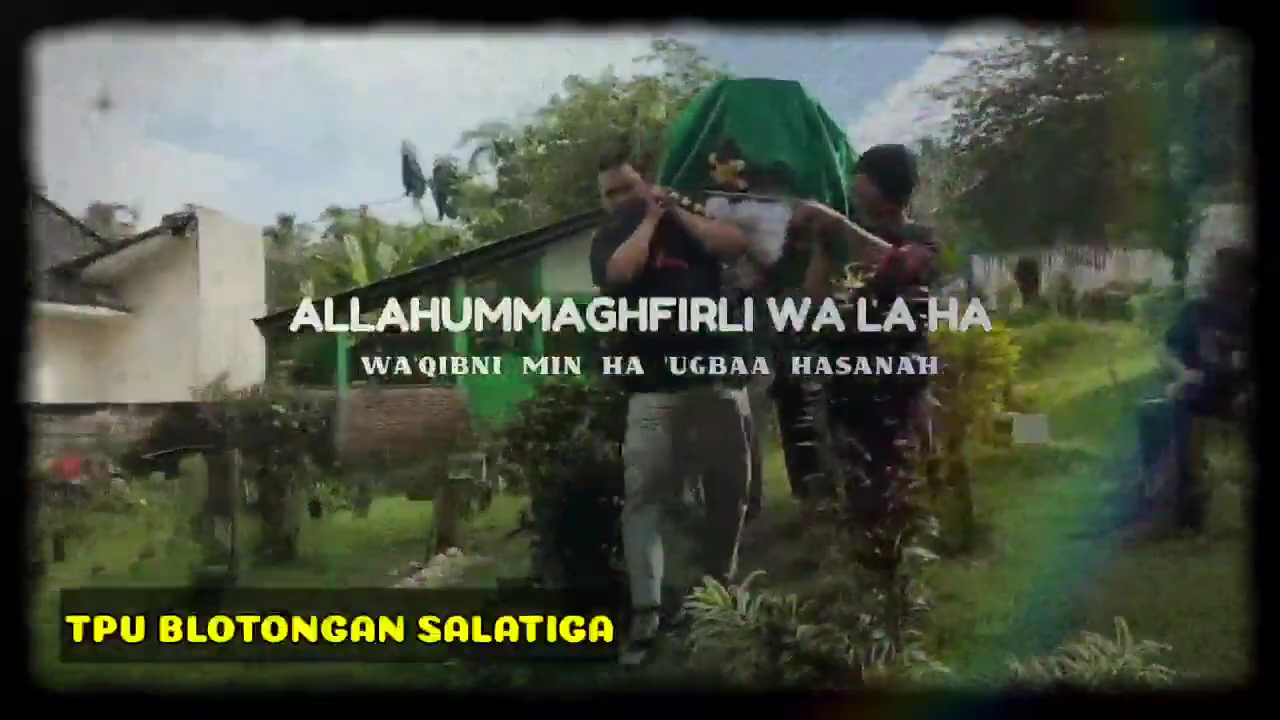 ALLAHUMMAGHFIRLI WA LA HA
WA'QIBNI MIN HA 'UGBAA HASANAH
TPU BLOTONGAN SALATIGA